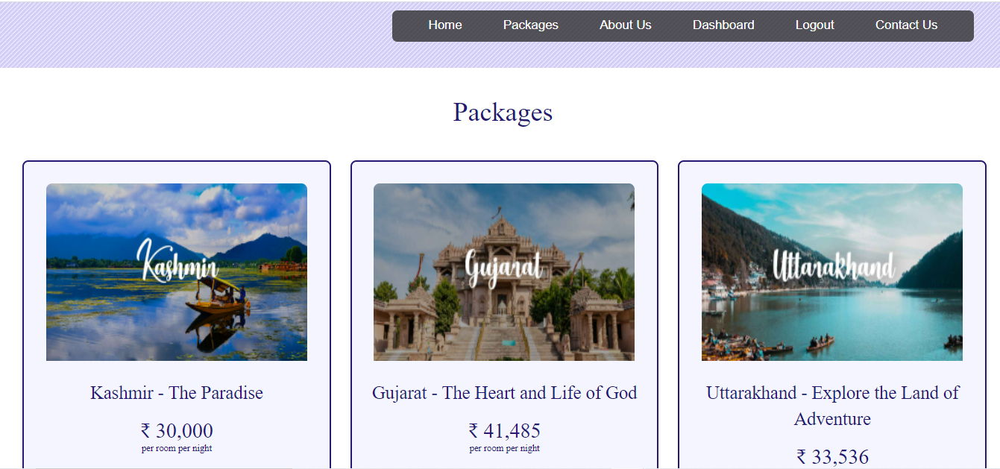 Home Packages About Us Dashboard Logout Contact Us
Packages
Kashmir
Gujarat
Uttarakhand
Kashmir - The Paradise
₹ 30,000
per room per night
Gujarat - The Heart and Life of God
₹ 41,485
per room per night
Uttarakhand - Explore the Land of
Adventure
₹ 33,536